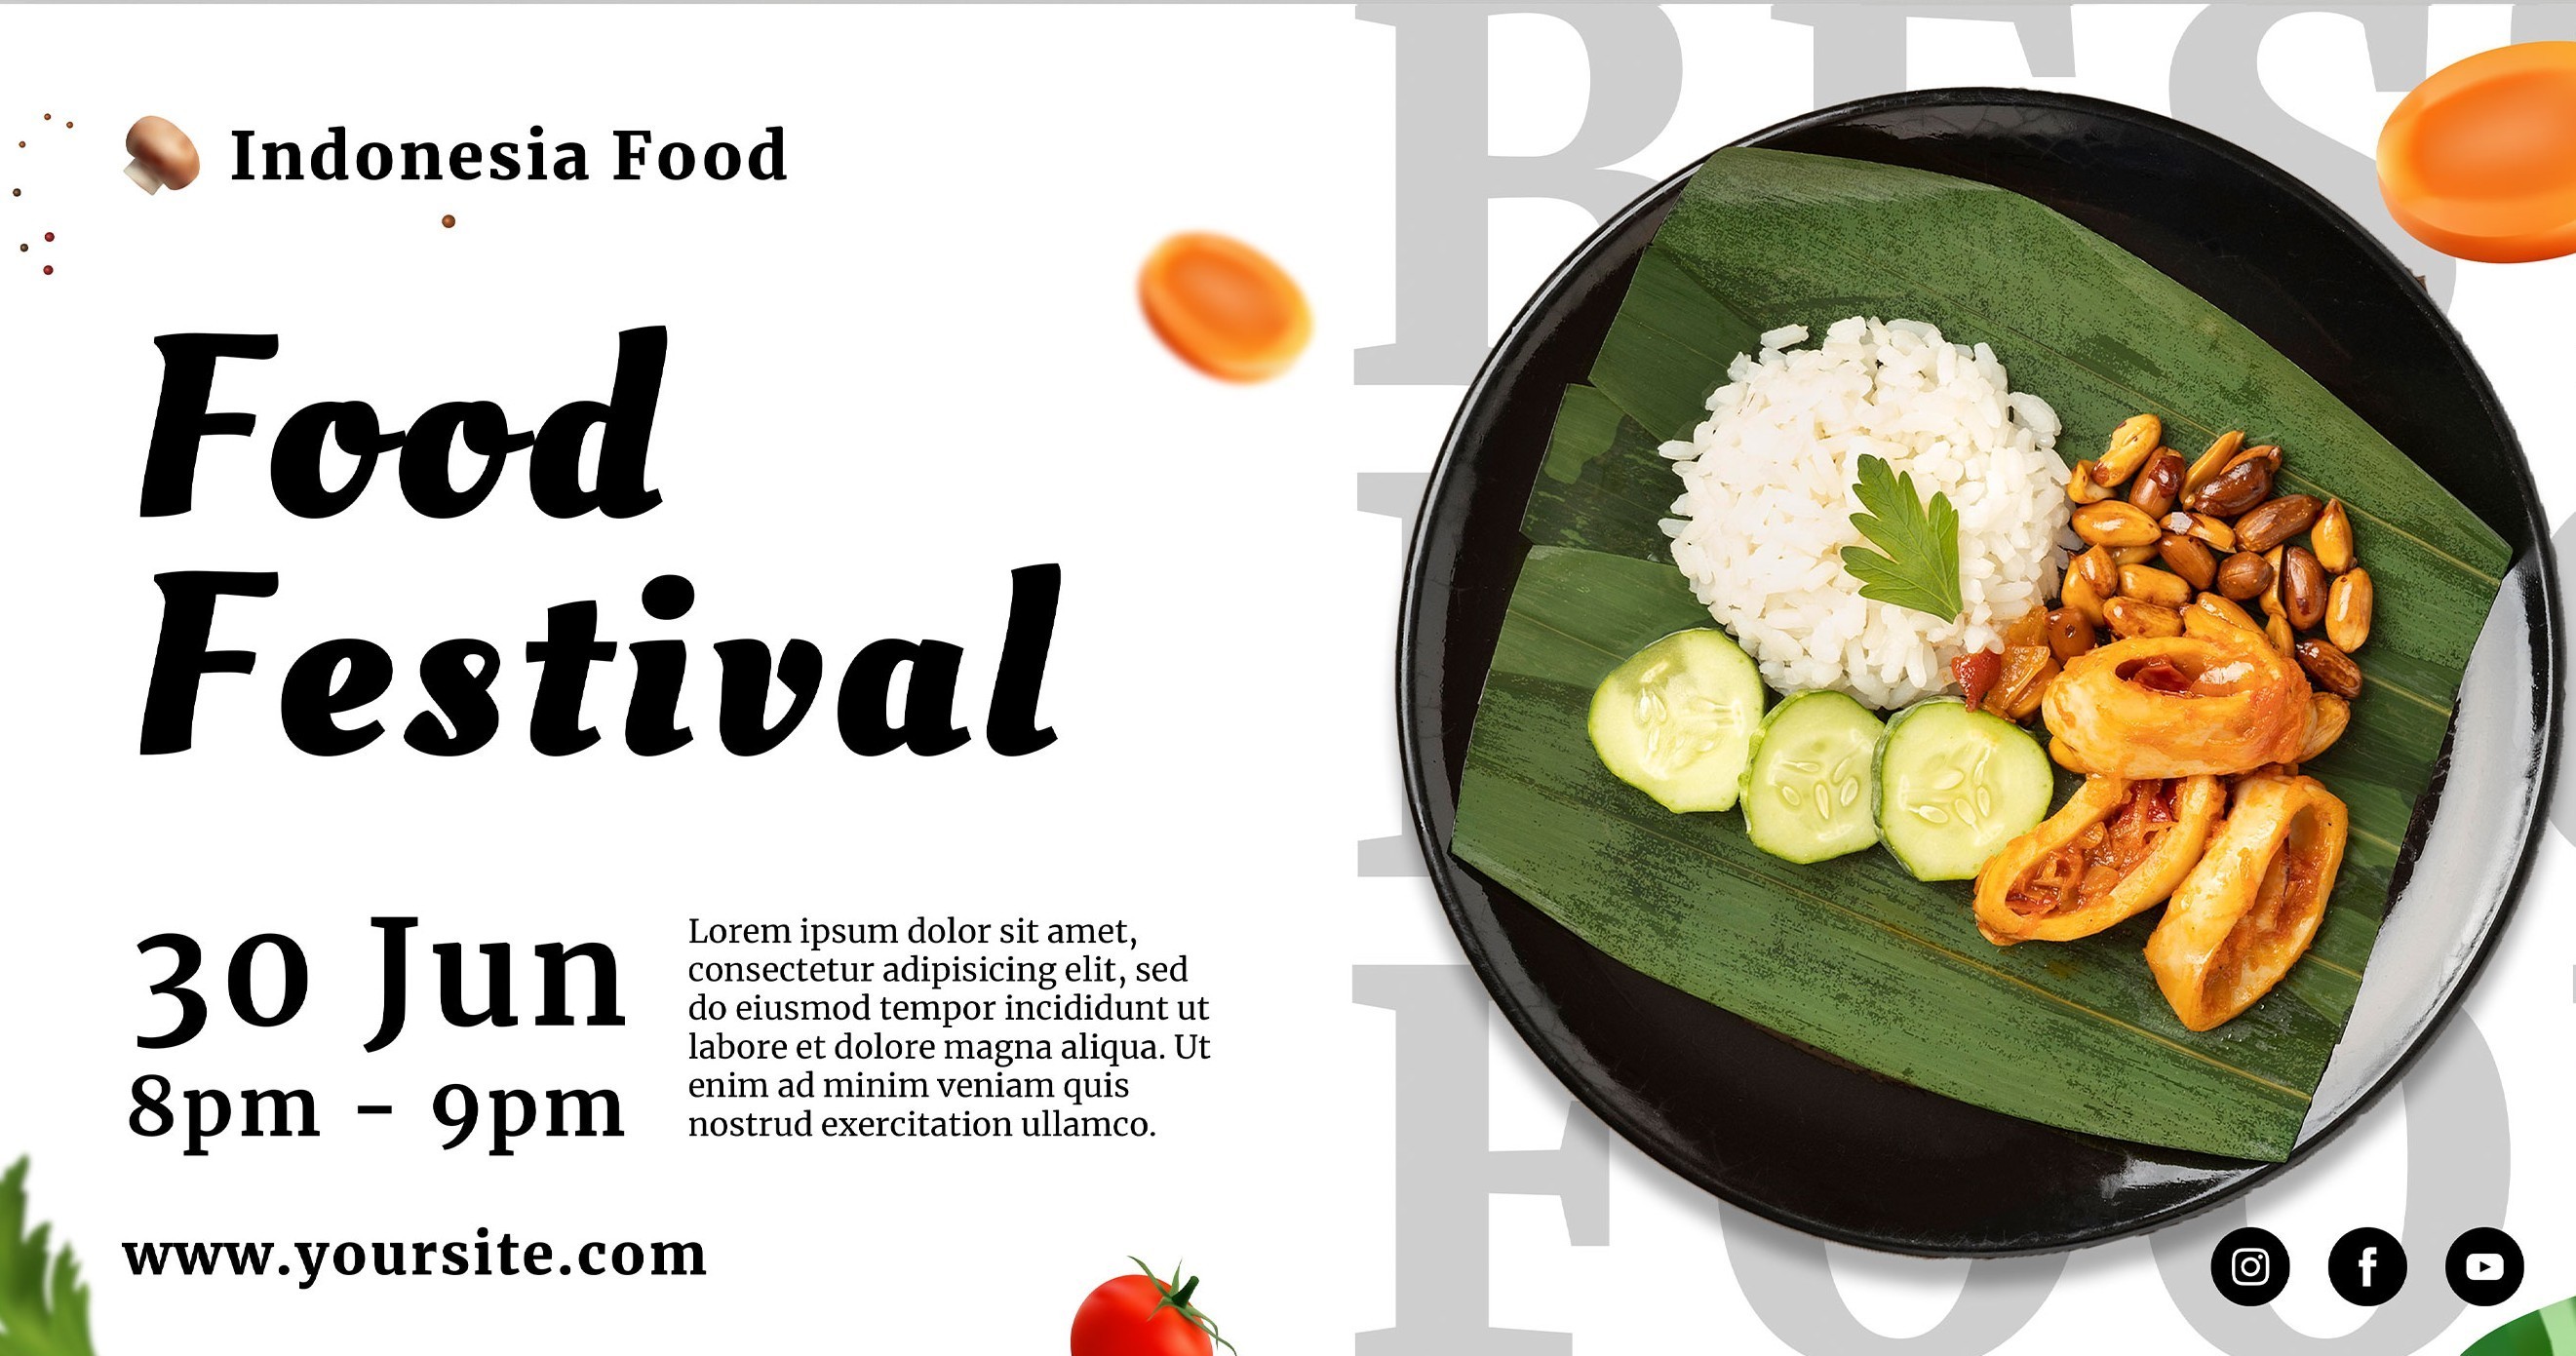 Indonesia Food
Food
Festival
30 Jun
8pm - 9pm
Lorem ipsum dolor sit amet,
consectetur adipisicing elit, sed
do eiusmod tempor incididunt ut
labore et dolore magna aliqua. Ut
enim ad minim veniam quis
nostrud exercitation ullamco.
www.yoursite.com